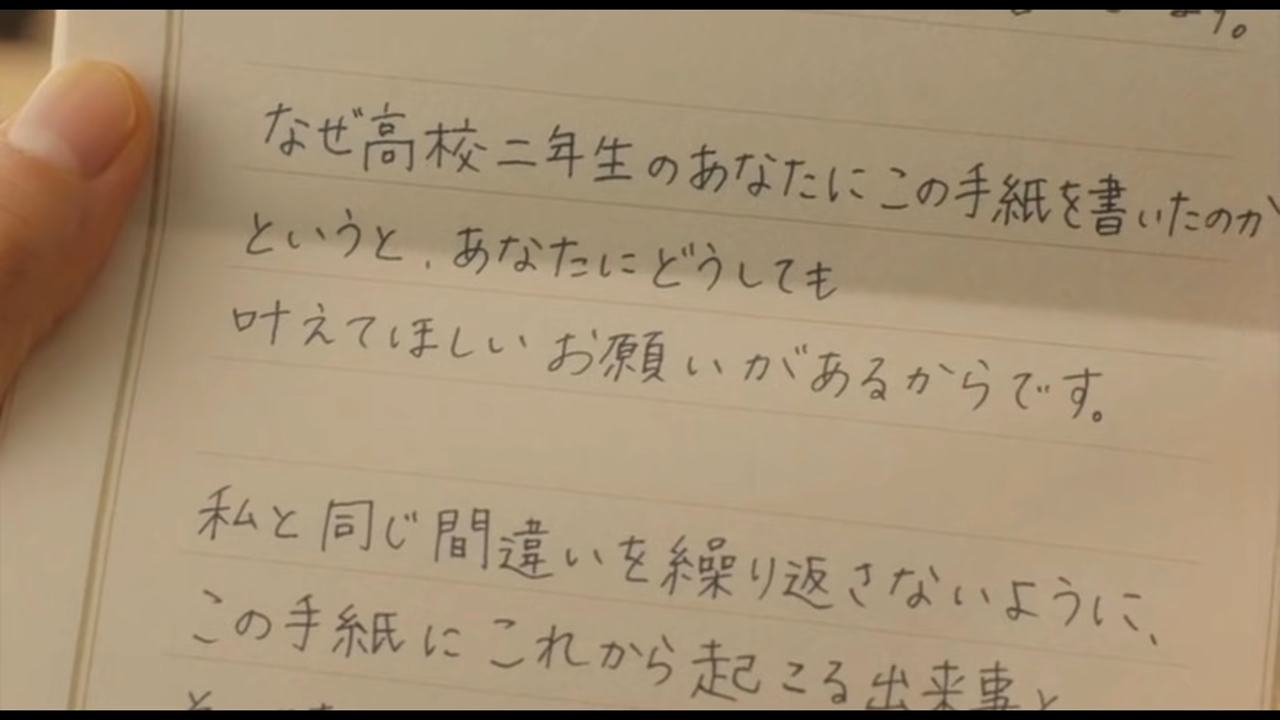 なぜ高校二年生のあなたにこの手紙を書いたのか
というと、あなたにどうしても
叶えてほしいお願いがあるからです。
私と同じ間違いを繰り返さないように、
この手紙にこれから起こる出来事と